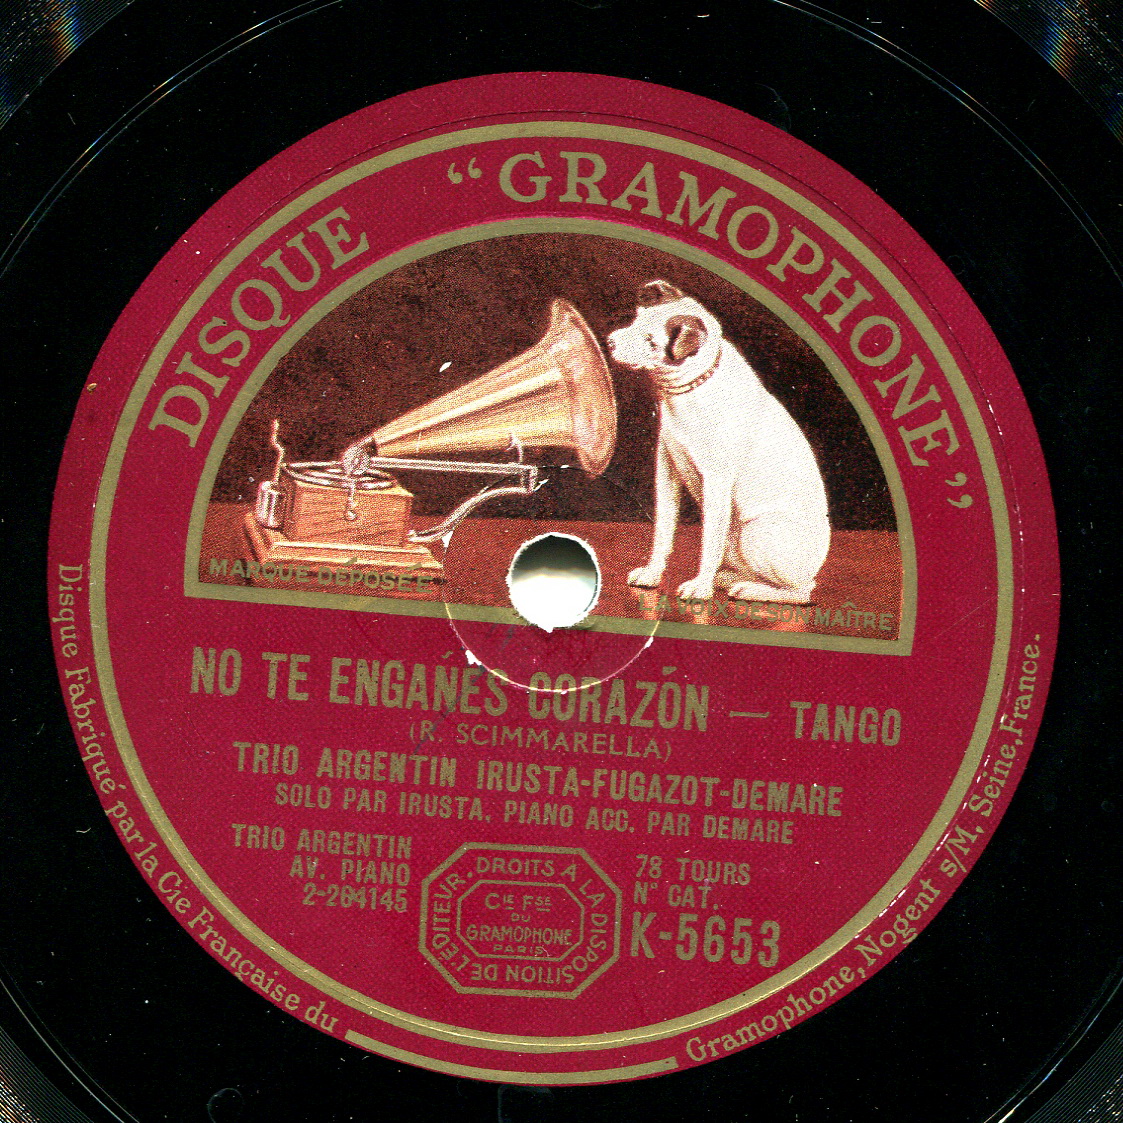 DISQUE “GRAMOPHONE”
MARQUE DÉPOSÉE
LA VOIX DE SON MAÎTRE
NO TE ENGAÑÉS CORAZÓN — TANGO
(R. SCIMMARELLA)
TRIO ARGENTIN IRUSTA-FUGAZOT-DEMARE
SOLO PAR IRUSTA, PIANO ACC. PAR DEMARE
TRIO ARGENTIN
AV. PIANO
2-204145
DROITS A LA DISPOSITION DE L'EDITEUR.
CIE FSE
DU
GRAMOPHONE
PARIS
78 TOURS
N° CAT.
K-5653
Disque Fabriqué par la Cie Française du
Gramophone, Nogent s/M, Seine, France.